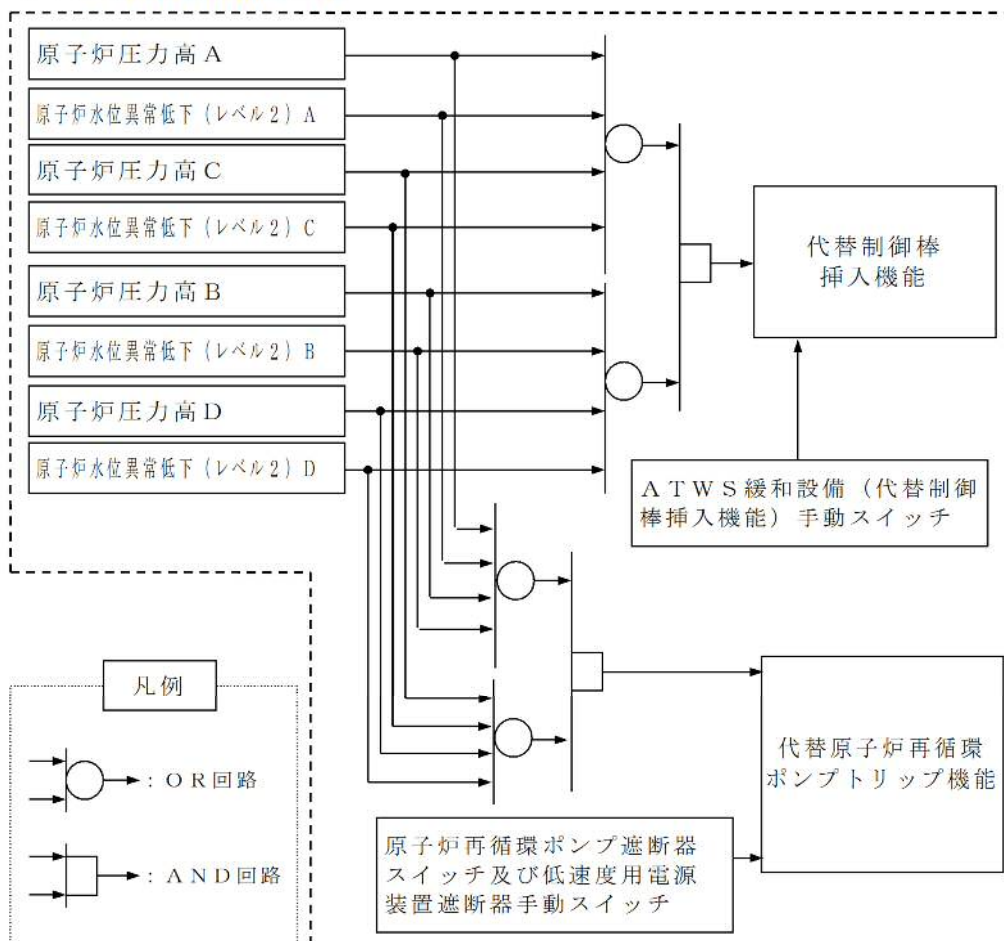 原子炉圧力高A
原子炉水位異常低下(レベル2)A
原子炉圧力高C
原子炉水位異常低下(レベル2)C
原子炉圧力高B
原子炉水位異常低下(レベル2)B
原子炉圧力高D
原子炉水位異常低下(レベル2)D
代替制御棒
挿入機能
ATWS緩和設備(代替制御
棒挿入機能)手動スイッチ
代替原子炉再循環
ポンプトリップ機能
原子炉再循環ポンプ遮断器
スイッチ及び低速度用電源
装置遮断器手動スイッチ
凡例
:OR回路
:AND回路